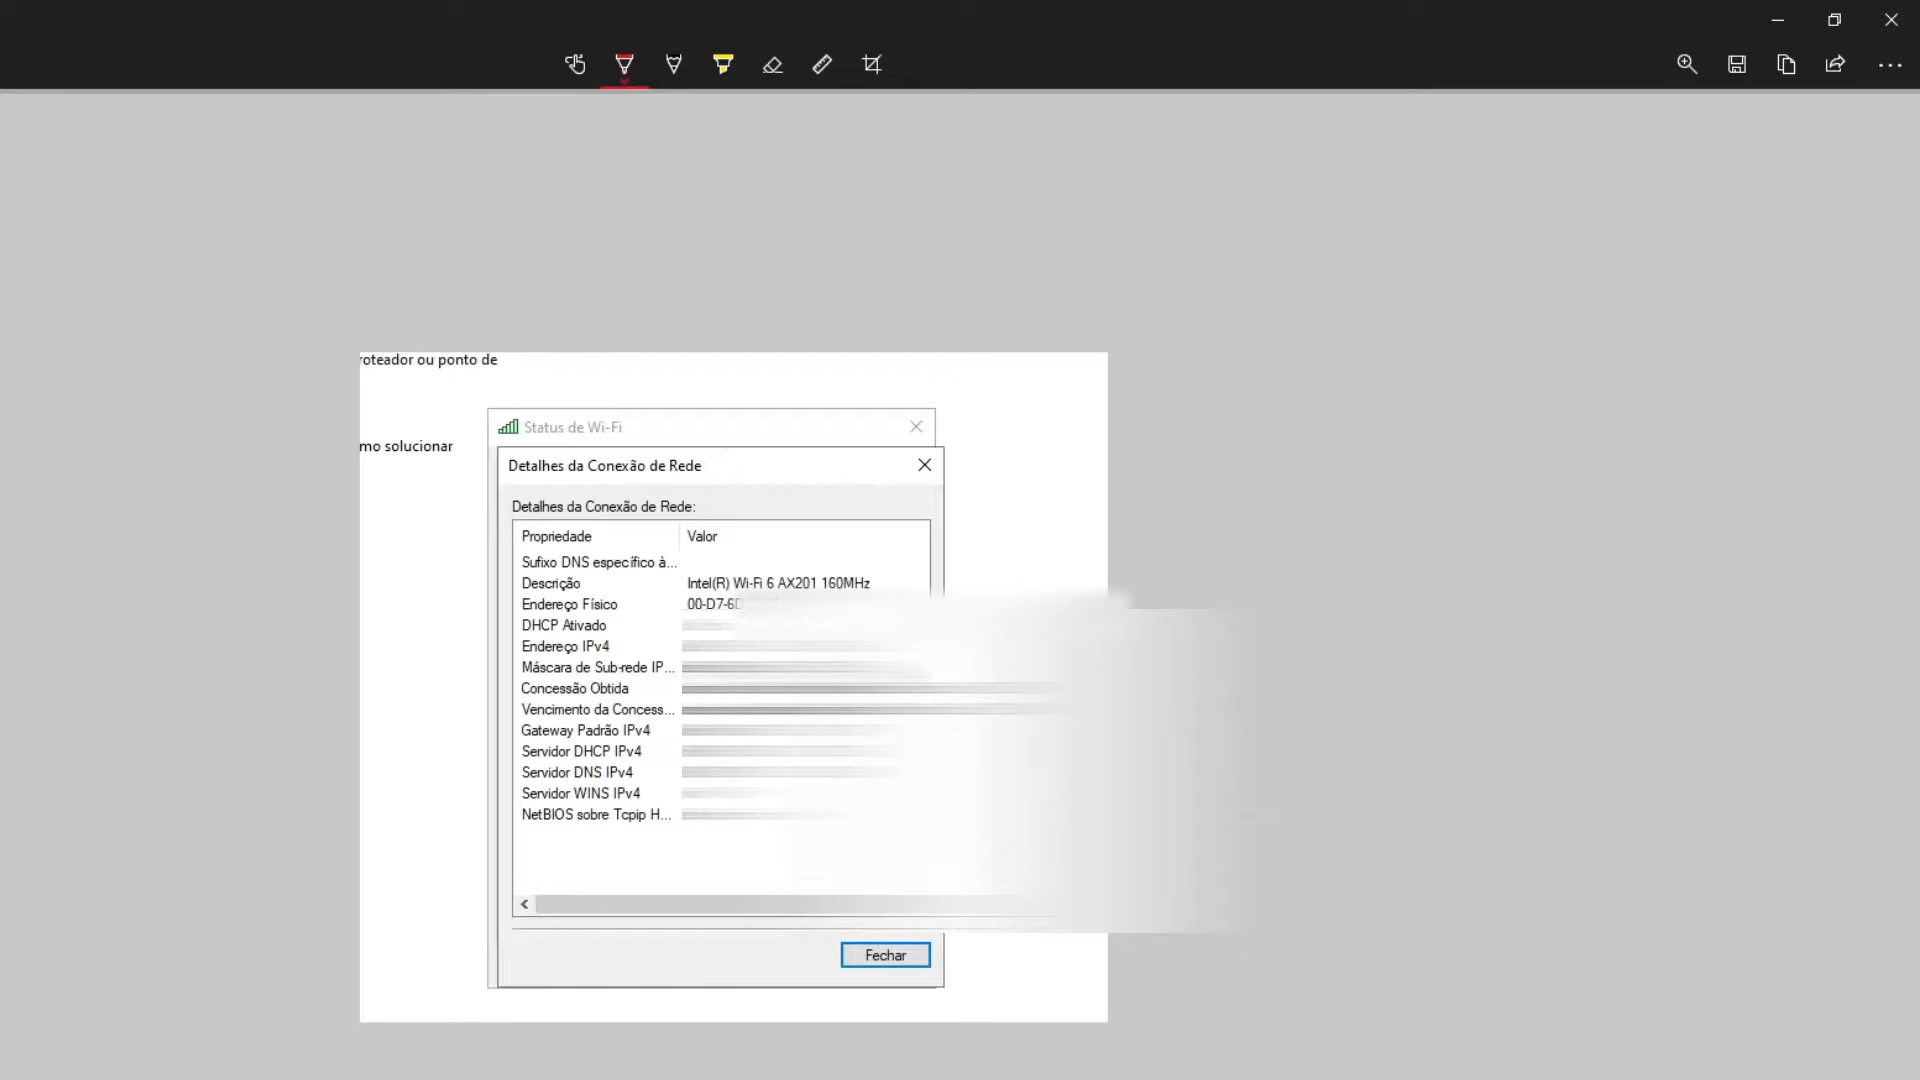 roteador ou ponto de
Status de Wi-Fi
mo solucionar
Detalhes da Conexão de Rede
Detalhes da Conexão de Rede:
Propriedade Valor
Sufixo DNS específico à...
Descrição Intel(R) Wi-Fi 6 AX201 160MHz
Endereço Físico 00-D7-6D
DHCP Ativado
Endereço IPv4
Máscara de Sub-rede IP...
Concessão Obtida
Vencimento da Concess...
Gateway Padrão IPv4
Servidor DHCP IPv4
Servidor DNS IPv4
Servidor WINS IPv4
NetBIOS sobre Tcpip H...
Fechar